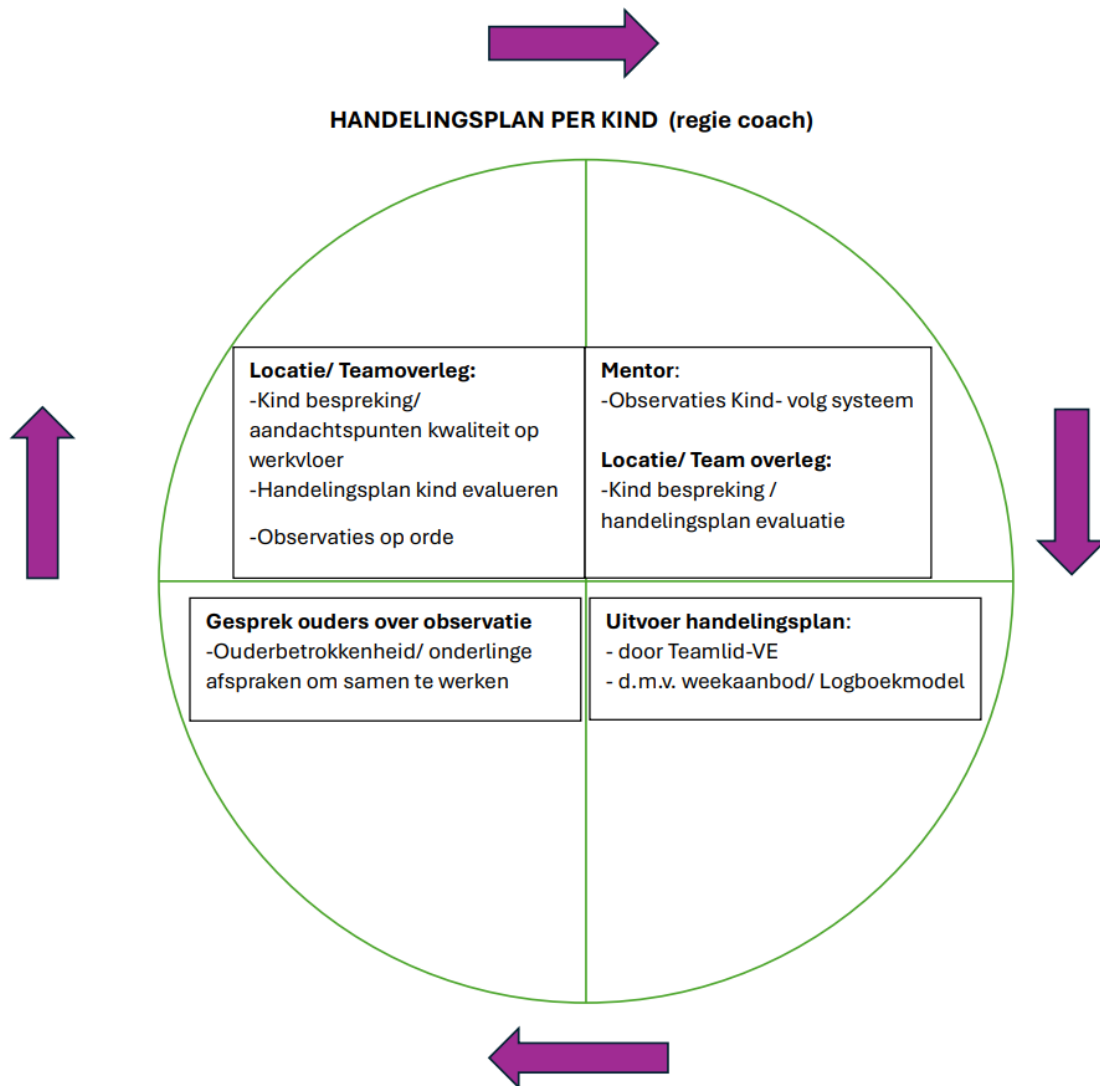 HANDELINGSPLAN PER KIND (regie coach)
Locatie/ Teamoverleg:
-Kind bespreking/
aandachtspunten kwaliteit op
werkvloer
-Handelingsplan kind evalueren
-Observaties op orde
Mentor:
-Observaties Kind- volg systeem
Locatie/ Team overleg:
-Kind bespreking /
handelingsplan evaluatie
Gesprek ouders over observatie
-Ouderbetrokkenheid/ onderlinge
afspraken om samen te werken
Uitvoer handelingsplan:
- door Teamlid-VE
- d.m.v. weekaanbod/ Logboekmodel